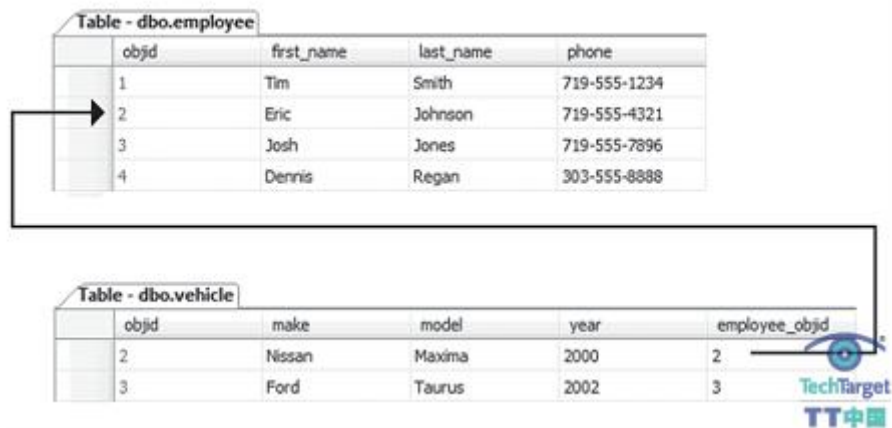 Table - dbo.employee
objid first_name last_name phone
1 Tim Smith 719-555-1234
2 Eric Johnson 719-555-4321
3 Josh Jones 719-555-7896
4 Dennis Regan 303-555-8888
Table - dbo.vehicle
objid make model year employee_objid
2 Nissan Maxima 2000 2
3 Ford Taurus 2002 3
TechTarget
TT中国